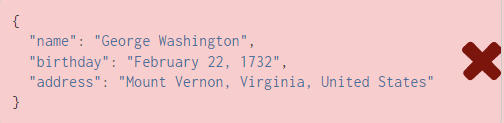 {
"name": "George Washington",
"birthday": "February 22, 1732",
"address": "Mount Vernon, Virginia, United States"
}